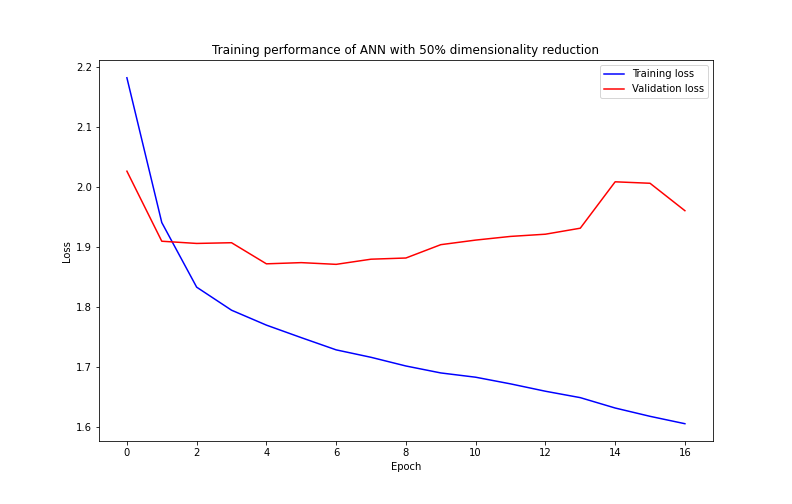 Training performance of ANN with 50% dimensionality reduction
Training loss
Validation loss
2.2
2.1
2.0
1.9
1.8
1.7
1.6
Loss
0 2 4 6 8 10 12 14 16
Epoch